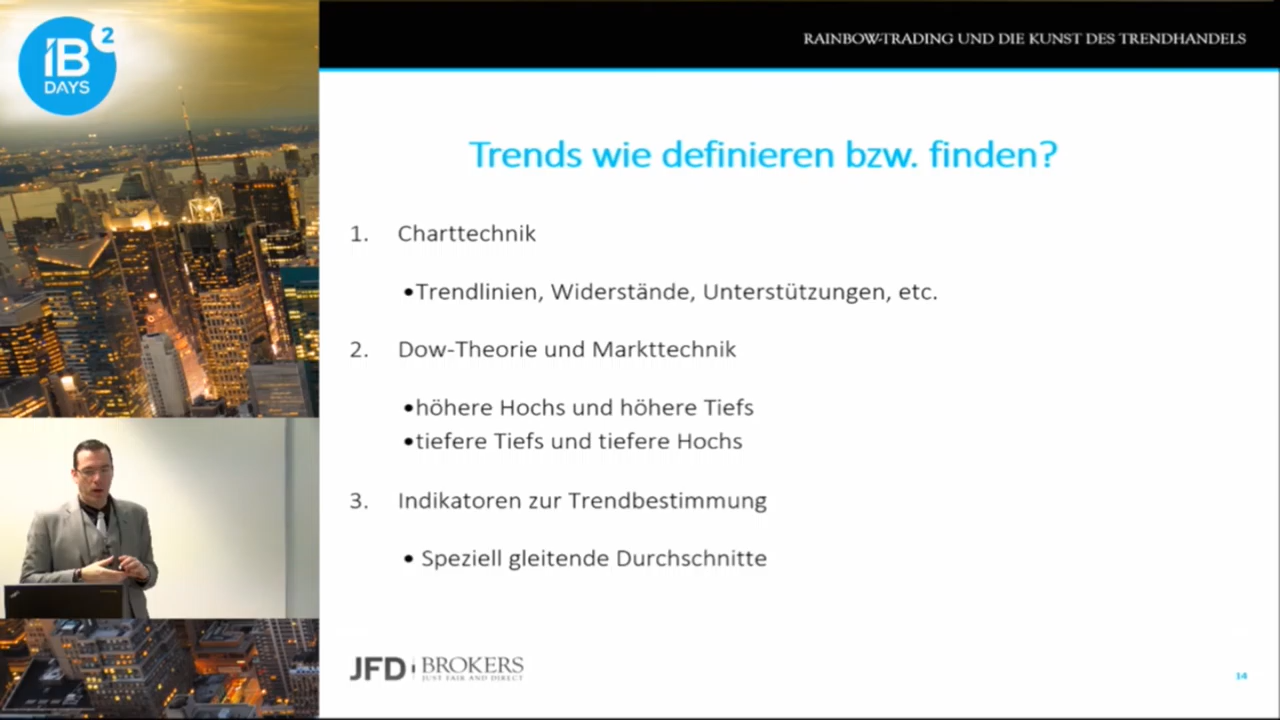 IB 2
DAYS
RAINBOW-TRADING UND DIE KUNST DES TRENDHANDELS
Trends wie definieren bzw. finden?
1. Charttechnik
•Trendlinien, Widerstände, Unterstützungen, etc.
2. Dow-Theorie und Markttechnik
•höhere Hochs und höhere Tiefs
•tiefere Tiefs und tiefere Hochs
3. Indikatoren zur Trendbestimmung
• Speziell gleitende Durchschnitte
JFD BROKERS
JUST FAIR AND DIRECT
14